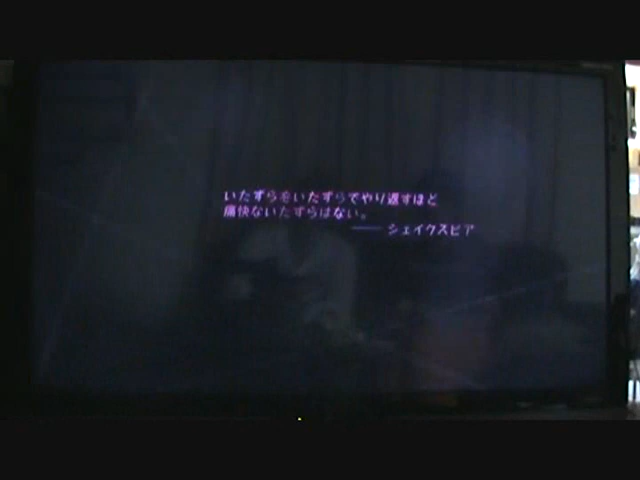 いたずらをいたずらでやり返すほど
痛快ないたずらはない。
―― シェイクスピア